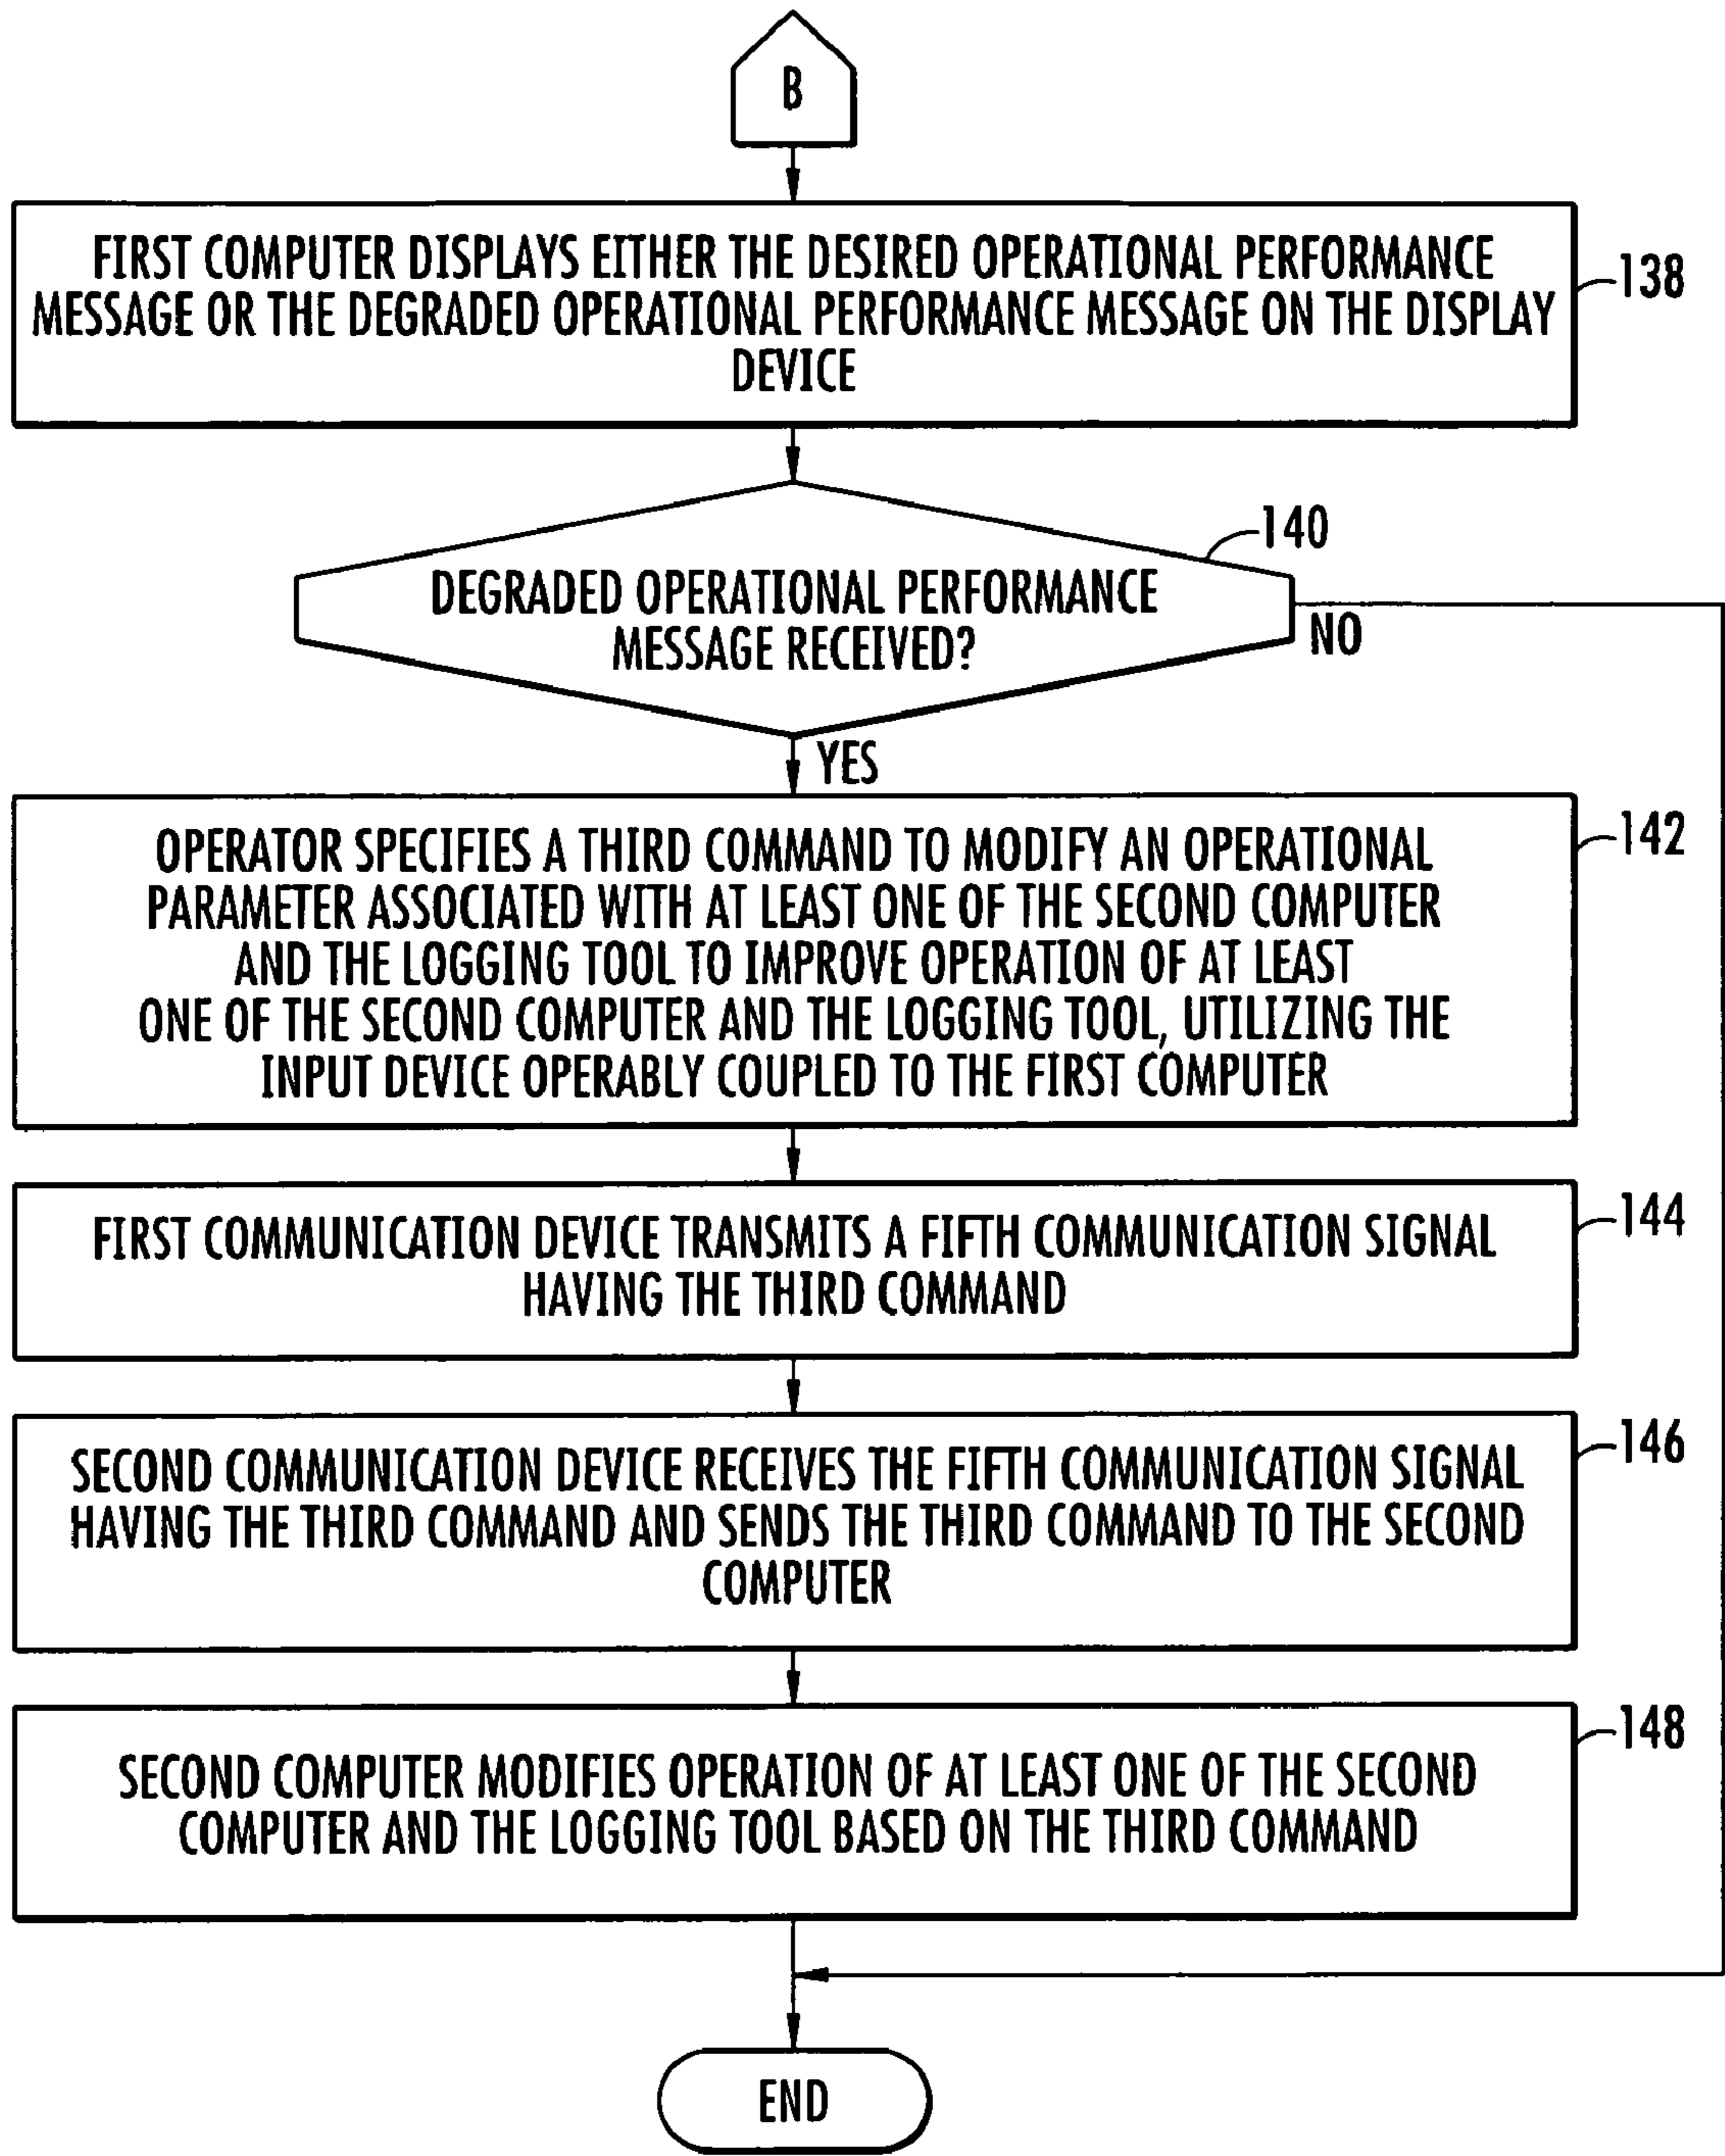 B
FIRST COMPUTER DISPLAYS EITHER THE DESIRED OPERATIONAL PERFORMANCE
MESSAGE OR THE DEGRADED OPERATIONAL PERFORMANCE MESSAGE ON THE DISPLAY
DEVICE
138
140
DEGRADED OPERATIONAL PERFORMANCE
MESSAGE RECEIVED?
NO
YES
OPERATOR SPECIFIES A THIRD COMMAND TO MODIFY AN OPERATIONAL
PARAMETER ASSOCIATED WITH AT LEAST ONE OF THE SECOND COMPUTER
AND THE LOGGING TOOL TO IMPROVE OPERATION OF AT LEAST
ONE OF THE SECOND COMPUTER AND THE LOGGING TOOL, UTILIZING THE
INPUT DEVICE OPERABLY COUPLED TO THE FIRST COMPUTER
142
FIRST COMMUNICATION DEVICE TRANSMITS A FIFTH COMMUNICATION SIGNAL
HAVING THE THIRD COMMAND
144
SECOND COMMUNICATION DEVICE RECEIVES THE FIFTH COMMUNICATION SIGNAL
HAVING THE THIRD COMMAND AND SENDS THE THIRD COMMAND TO THE SECOND
COMPUTER
146
SECOND COMPUTER MODIFIES OPERATION OF AT LEAST ONE OF THE SECOND
COMPUTER AND THE LOGGING TOOL BASED ON THE THIRD COMMAND
148
END